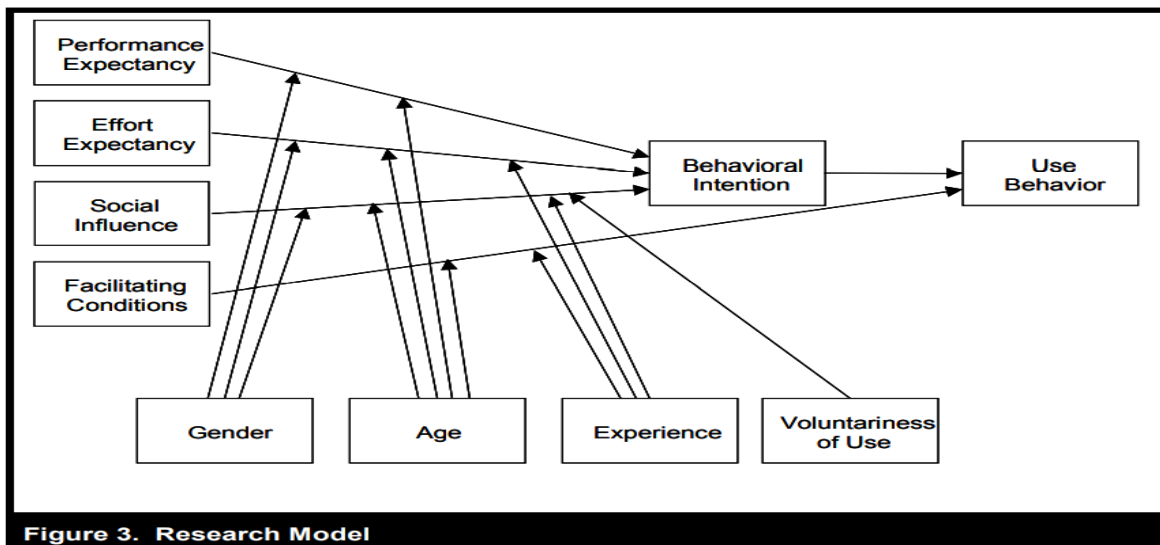 Performance
Expectancy
Effort
Expectancy
Social
Influence
Facilitating
Conditions
Behavioral
Intention
Use
Behavior
Gender
Age
Experience
Voluntariness
of Use
Figure 3. Research Model